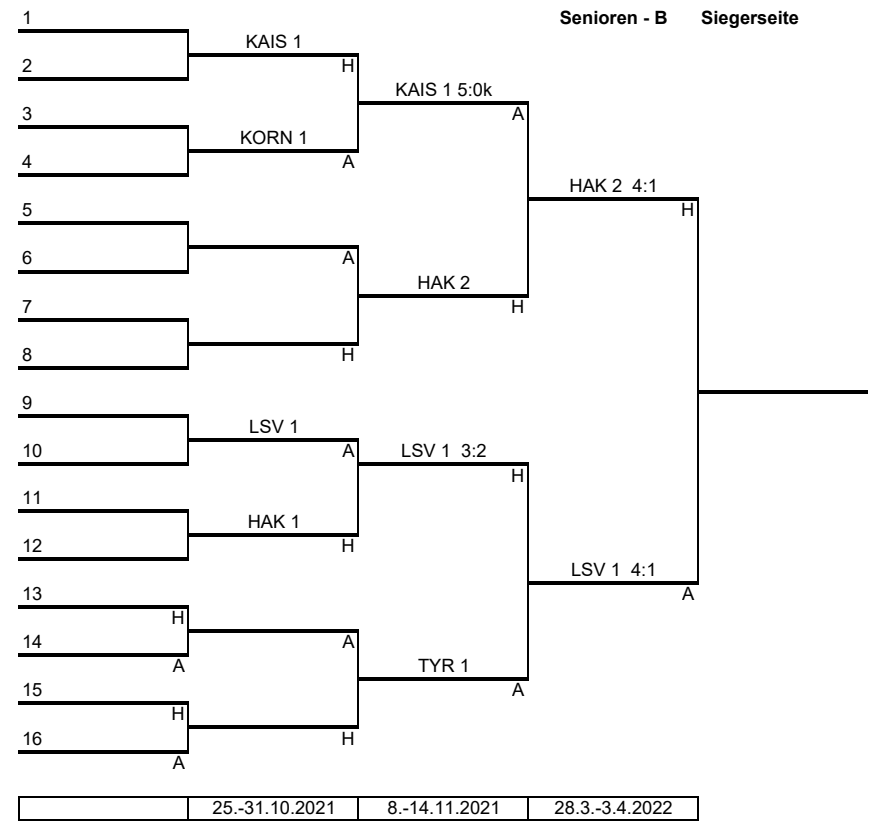 1
Senioren - B Siegerseite
KAIS 1
2
H
KAIS 1 5:0k
3
A
KORN 1
4
A
HAK 2 4:1
5
H
6
A
HAK 2
7
H
8
H
9
LSV 1
10
A
LSV 1 3:2
H
11
HAK 1
12
H
LSV 1 4:1
13
A
H
14
A
A
TYR 1
15
A
H
16
H
A
25.-31.10.2021 8.-14.11.2021 28.3.-3.4.2022